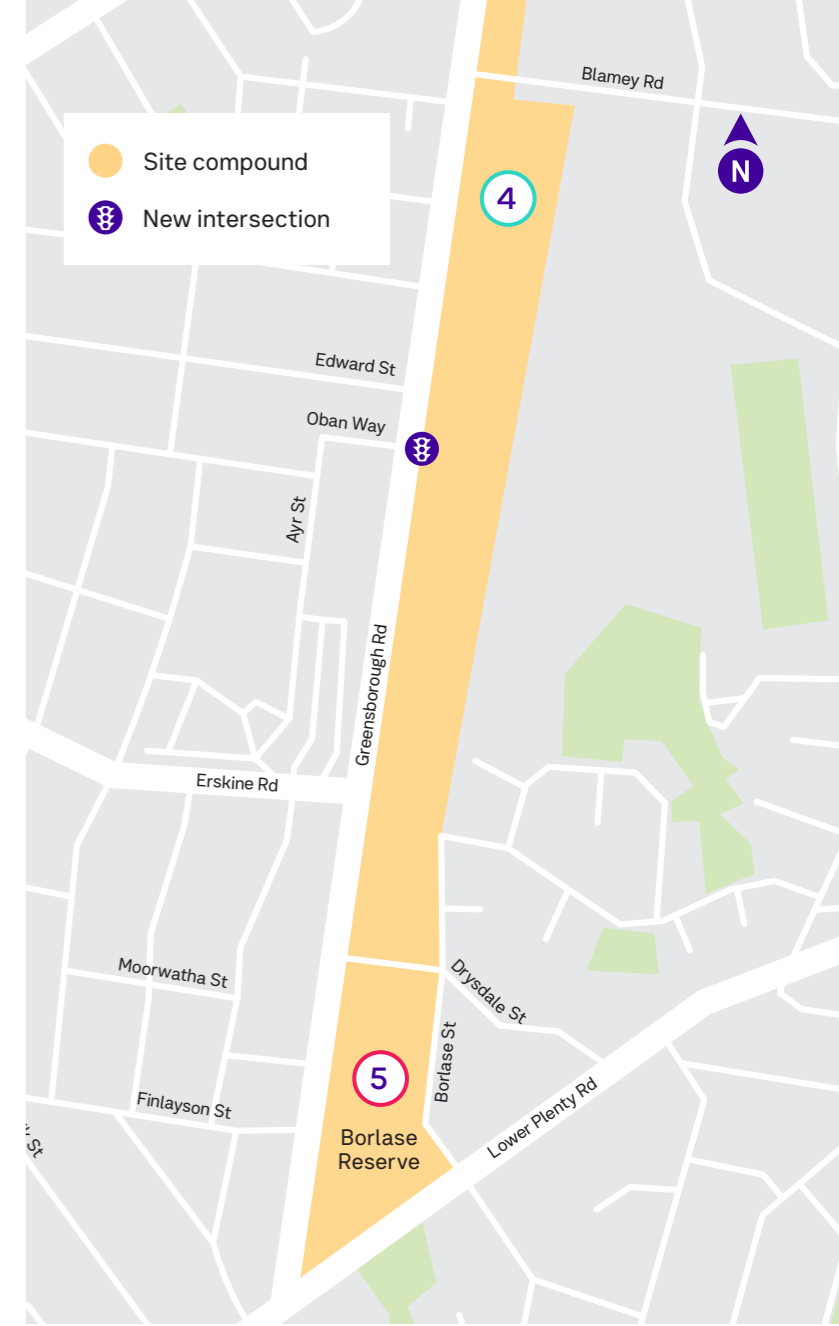 Blamey Rd
N
Site compound
New intersection
4
Edward St
Oban Way
Ayr St
Greensborough Rd
Erskine Rd
Moorwatha St
Drysdale St
Borlase St
5
Finlayson St
Borlase
Reserve
Lower Plenty Rd
St